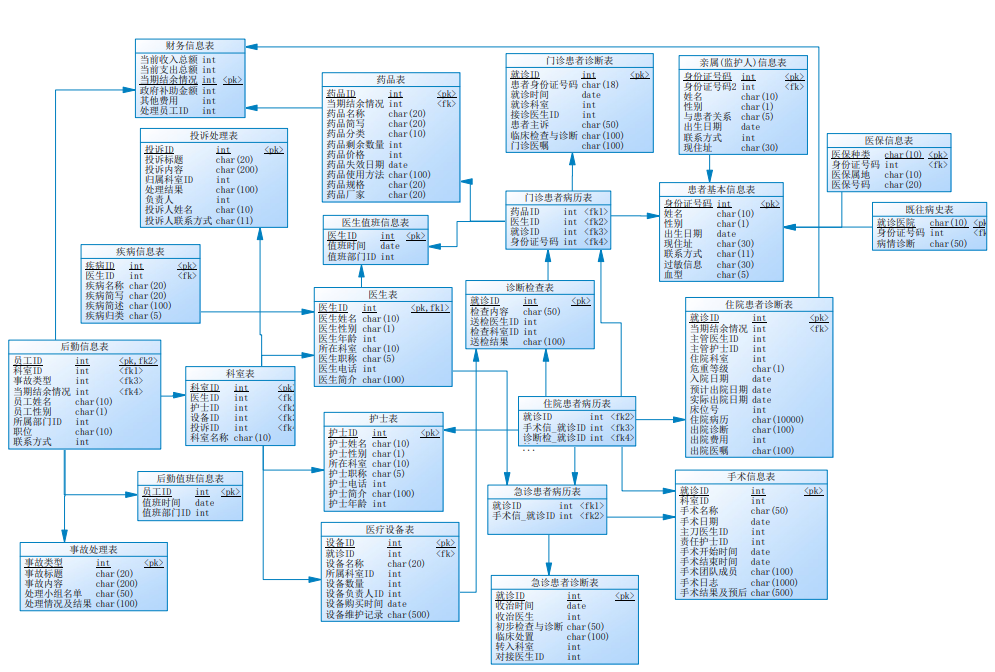 财务信息表
当前收入总额 int
当前支出总额 int
当期结余情况 int <pk>
政府补助金额 int
其他费用 int
处理员工ID int
药品表
药品ID int <pk>
当期结余情况 int <fk>
药品名称 char(20)
药品简写 char(20)
药品分类 char(10)
药品剩余数量 int
药品价格 int
药品失效日期 date
药品使用方法 char(100)
药品规格 char(20)
药品厂家 char(20)
门诊患者诊断表
就诊ID int <pk>
患者身份证号码 char(18)
就诊时间 date
就诊科室 int
接诊医生ID int
患者主诉 char(50)
临床检查与诊断 char(100)
门诊医嘱 char(100)
亲属(监护人)信息表
身份证号码 int <pk>
身份证号码2 int <fk>
姓名 char(10)
性别 char(1)
与患者关系 char(5)
出生日期 date
联系方式 int
现住址 char(30)
投诉处理表
投诉ID int <pk>
投诉标题 char(20)
投诉内容 char(200)
归属科室ID int
处理结果 char(100)
负责人 int
投诉人姓名 char(10)
投诉人联系方式 char(11)
医保信息表
医保种类 char(10) <pk>
身份证号码 int <fk>
医保属地 char(10)
医保号码 char(20)
患者基本信息表
身份证号码 int <pk>
姓名 char(10)
性别 char(1)
出生日期 date
现住址 char(30)
联系方式 char(11)
过敏信息 char(30)
血型 char(5)
门诊患者病历表
药品ID int <fk1>
医生ID int <fk2>
就诊ID int <fk3>
身份证号码 int <fk4>
既往病史表
就诊医院 char(10) <pk
身份证号码 int <fk
病情诊断 char(50)
医生值班信息表
医生ID int <pk>
值班时间 date
值班部门ID int
疾病信息表
疾病ID int <pk>
医生ID int <fk>
疾病名称 char(20)
疾病简写 char(20)
疾病简述 char(100)
疾病归类 char(5)
医生表
医生ID int <pk,fk1>
医生姓名 char(10)
医生性别 char(1)
医生年龄 int
所在科室 char(10)
医生职称 char(5)
医生电话 int
医生简介 char(100)
诊断检查表
就诊ID int <pk>
检查内容 char(50)
送检医生ID int
检查科室ID int
送检结果 char(100)
住院患者诊断表
就诊ID int <pk>
当期结余情况 int <fk>
主管医生ID int
主管护士ID int
住院科室 int
危重等级 char(1)
入院日期 date
预计出院日期 date
实际出院日期 date
床位号 int
住院病历 char(10000)
出院诊断 char(100)
出院费用 int
出院医嘱 char(100)
后勤信息表
员工ID int <pk,fk2>
科室ID int <fk1>
事故类型 int <fk3>
当期结余情况 int <fk4>
员工姓名 char(10)
员工性别 char(1)
所属部门ID int
职位 char(10)
联系方式 int
科室表
科室ID int <pk
医生ID int <fk
护士ID int <fk
设备ID int <fk
投诉ID int <fk
科室名称 char(10)
住院患者病历表
就诊ID int <fk2>
手术信_就诊ID int <fk3>
诊断检_就诊ID int <fk4>
...
护士表
护士ID int <pk>
护士姓名 char(10)
护士性别 char(1)
所在科室 char(10)
护士职称 char(5)
护士电话 int
护士简介 char(100)
护士年龄 int
后勤值班信息表
员工ID int <pk>
值班时间 date
值班部门ID int
急诊患者病历表
就诊ID int <fk1>
手术信_就诊ID int <fk2>
手术信息表
就诊ID int <pk>
科室ID int
手术名称 char(50)
手术日期 date
主刀医生ID int
责任护士ID int
手术开始时间 date
手术结束时间 date
手术团队成员 char(100)
手术日志 char(1000)
手术结果及预后 char(500)
医疗设备表
设备ID int <pk>
就诊ID int <fk>
设备名称 char(20)
所属科室ID int
设备数量 int
设备负责人ID int
设备购买时间 date
设备维护记录 char(500)
事故处理表
事故类型 int <pk>
事故标题 char(20)
事故内容 char(200)
处理小组名单 char(50)
处理情况及结果 char(100)
急诊患者诊断表
就诊ID int <pk>
收治时间 date
收治医生 int
初步检查与诊断 char(50)
临床处置 char(100)
转入科室 int
对接医生ID int